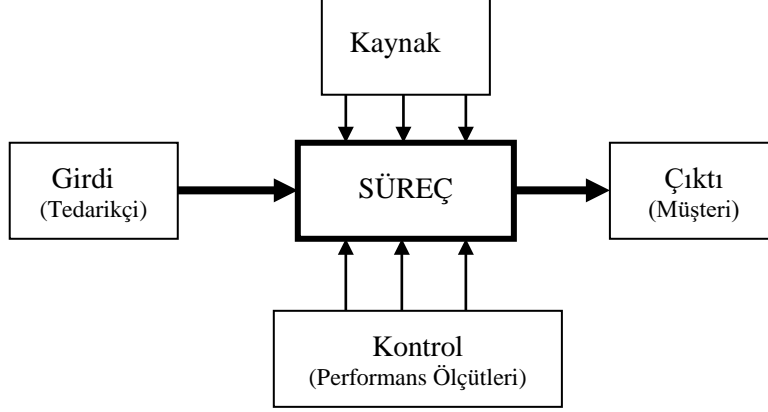 Kaynak
Girdi
(Tedarikçi)
SÜREÇ
Çıktı
(Müşteri)
Kontrol
(Performans Ölçütleri)